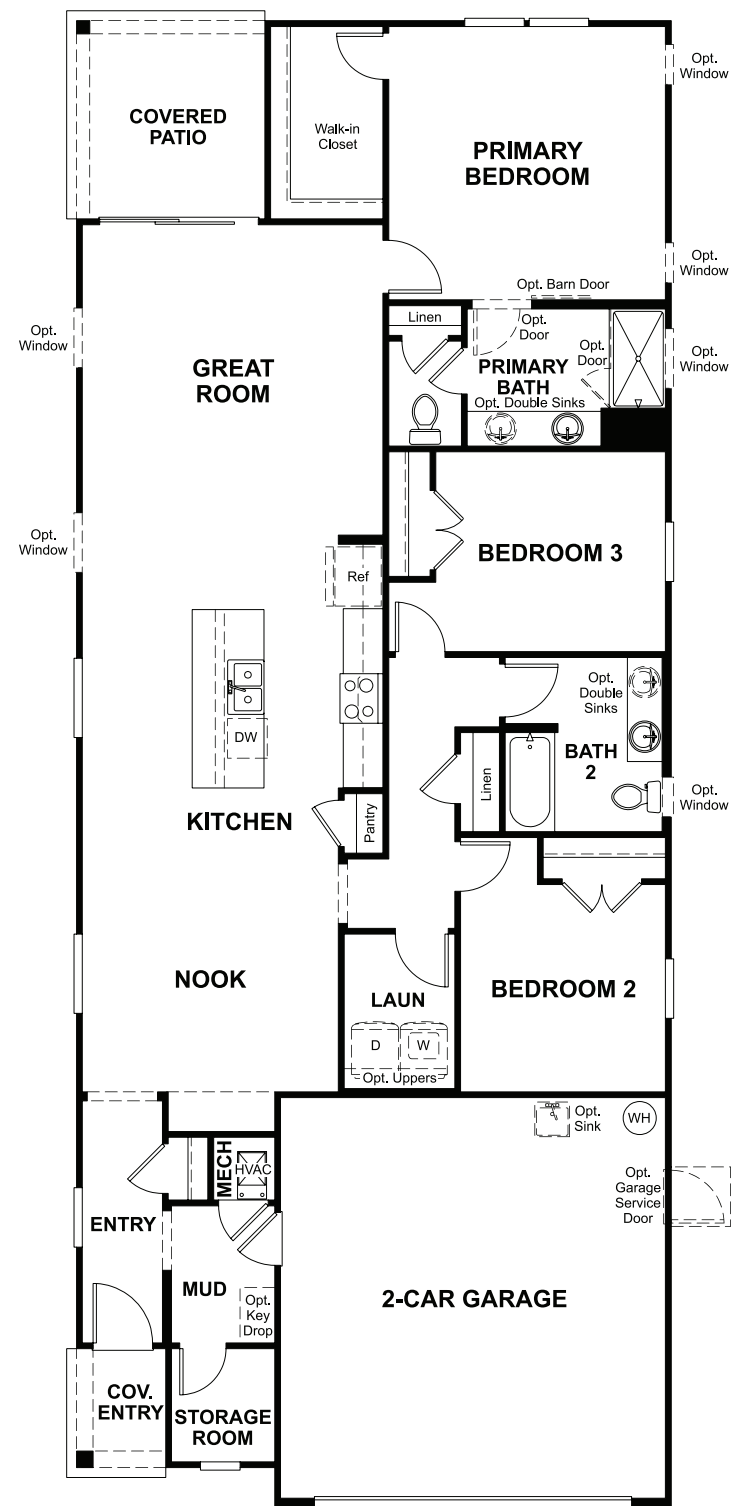 Opt.
Window
COVERED
PATIO
Walk-in
Closet
PRIMARY
BEDROOM
Opt.
Window
Opt. Barn Door
Linen
Opt.
Door
Opt.
Window
GREAT
ROOM
Opt.
Door
PRIMARY
BATH
Opt. Double Sinks
Opt.
Window
Opt.
Window
BEDROOM 3
Ref
Opt.
Double
Sinks
DW
BATH
2
Linen
Opt.
Window
KITCHEN
Pantry
NOOK
LAUN
BEDROOM 2
D
W
Opt. Uppers
Opt.
Sink
WH
MECH
HVAC
Opt.
Garage
Service
Door
ENTRY
MUD
Opt.
Key
Drop
2-CAR GARAGE
COV.
ENTRY
STORAGE
ROOM